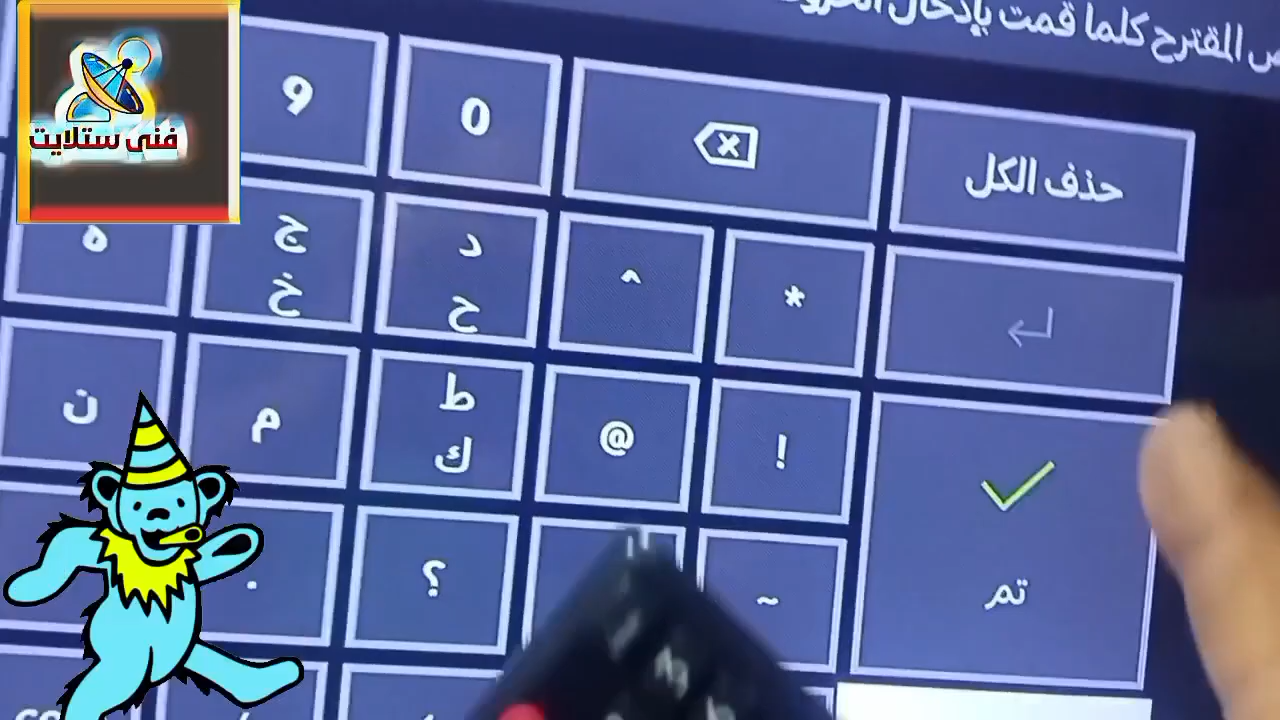 ص المقترح كلما قمت بإدخال
فنى ستلايت
9
0
حذف الكل
ه
ج
خ
د
ح
^
*
ن
م
ط
ك
@
!
.
؟
~
تم